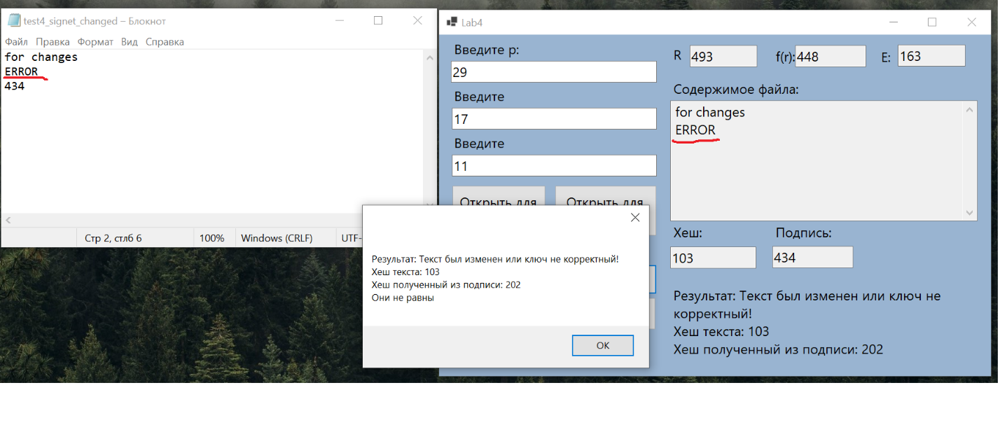 test4_signet_changed – Блокнот
Файл Правка Формат Вид Справка
for changes
ERROR
434
Стр 2, стлб 6 100% Windows (CRLF) UTF-
Lab4
Введите p:
29
Введите
17
Введите
11
Открыть для Открыть для
R 493 f(r): 448 E: 163
Содержимое файла:
for changes
ERROR
Хеш: Подпись:
103 434
Результат: Текст был изменен или ключ не
корректный!
Хеш текста: 103
Хеш полученный из подписи: 202
Результат: Текст был изменен или ключ не корректный!
Хеш текста: 103
Хеш полученный из подписи: 202
Они не равны
ОК